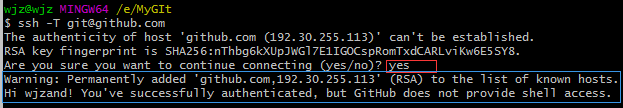 wjz@wjz MINGW64 /e/MyGIt
$ ssh -T git@github.com
The authenticity of host 'github.com (192.30.255.113)' can't be established.
RSA key fingerprint is SHA256:nThbg6kXUpJWGl7E1IGOCspRomTxdCARLviKw6E5SY8.
Are you sure you want to continue connecting (yes/no)? yes
Warning: Permanently added 'github.com,192.30.255.113' (RSA) to the list of known hosts.
Hi wjzand! You've successfully authenticated, but GitHub does not provide shell access.